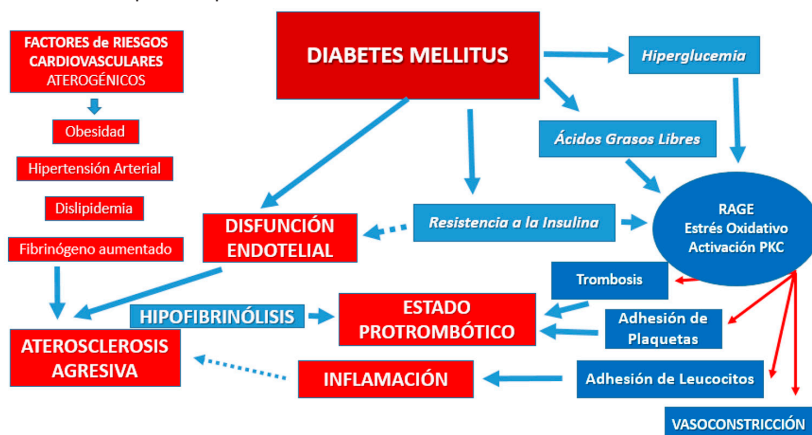 FACTORES de RIESGOS
CARDIOVASCULARES
ATEROGÉNICOS
Obesidad
Hipertensión Arterial
Dislipidemia
Fibrinógeno aumentado
DIABETES MELLITUS
Hiperglucemia
Ácidos Grasos Libres
Resistencia a la Insulina
DISFUNCIÓN
ENDOTELIAL
RAGE
Estrés Oxidativo
Activación PKC
Trombosis
HIPOFIBRINÓLISIS
ESTADO
PROTROMBÓTICO
Adhesión de
Plaquetas
ATEROSCLEROSIS
AGRESIVA
INFLAMACIÓN
Adhesión de Leucocitos
VASOCONSTRICCIÓN